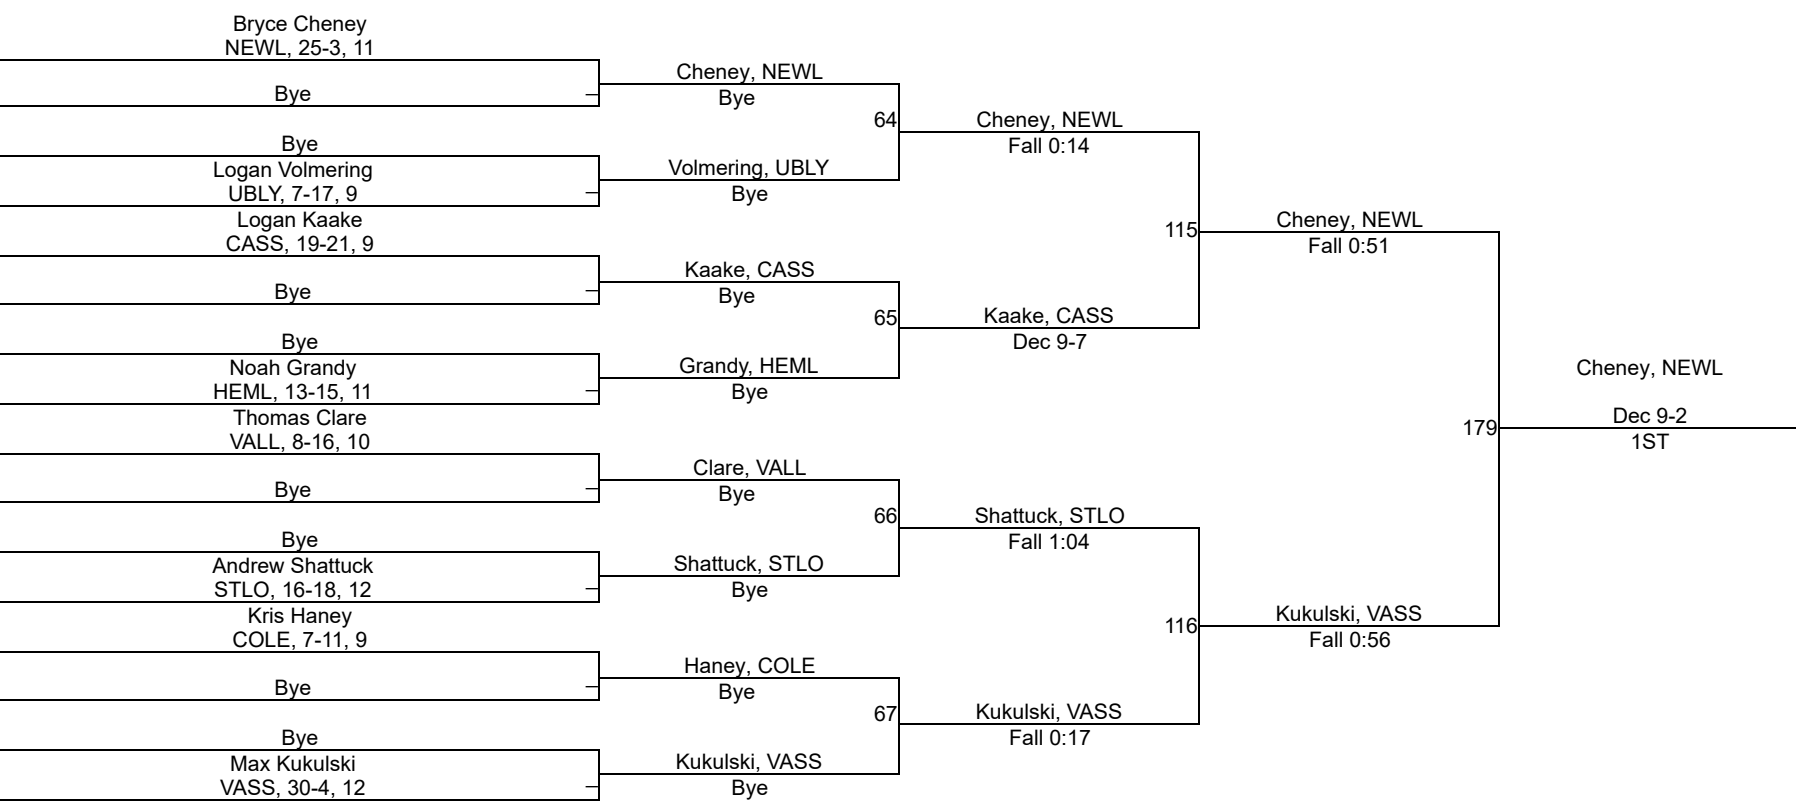 Bryce Cheney
NEWL, 25-3, 11
Bye
Bye
Logan Volmering
UBLY, 7-17, 9
Logan Kaake
CASS, 19-21, 9
Bye
Bye
Noah Grandy
HEML, 13-15, 11
Thomas Clare
VALL, 8-16, 10
Bye
Bye
Andrew Shattuck
STLO, 16-18, 12
Kris Haney
COLE, 7-11, 9
Bye
Bye
Max Kukulski
VASS, 30-4, 12
Cheney, NEWL
Bye
64
Volmering, UBLY
Bye
Kaake, CASS
Bye
65
Grandy, HEML
Bye
Clare, VALL
Bye
66
Shattuck, STLO
Bye
Haney, COLE
Bye
67
Kukulski, VASS
Bye
Cheney, NEWL
Fall 0:14
115
Kaake, CASS
Dec 9-7
Shattuck, STLO
Fall 1:04
116
Kukulski, VASS
Fall 0:17
Cheney, NEWL
Fall 0:51
179
Kukulski, VASS
Fall 0:56
Cheney, NEWL
Dec 9-2
1ST